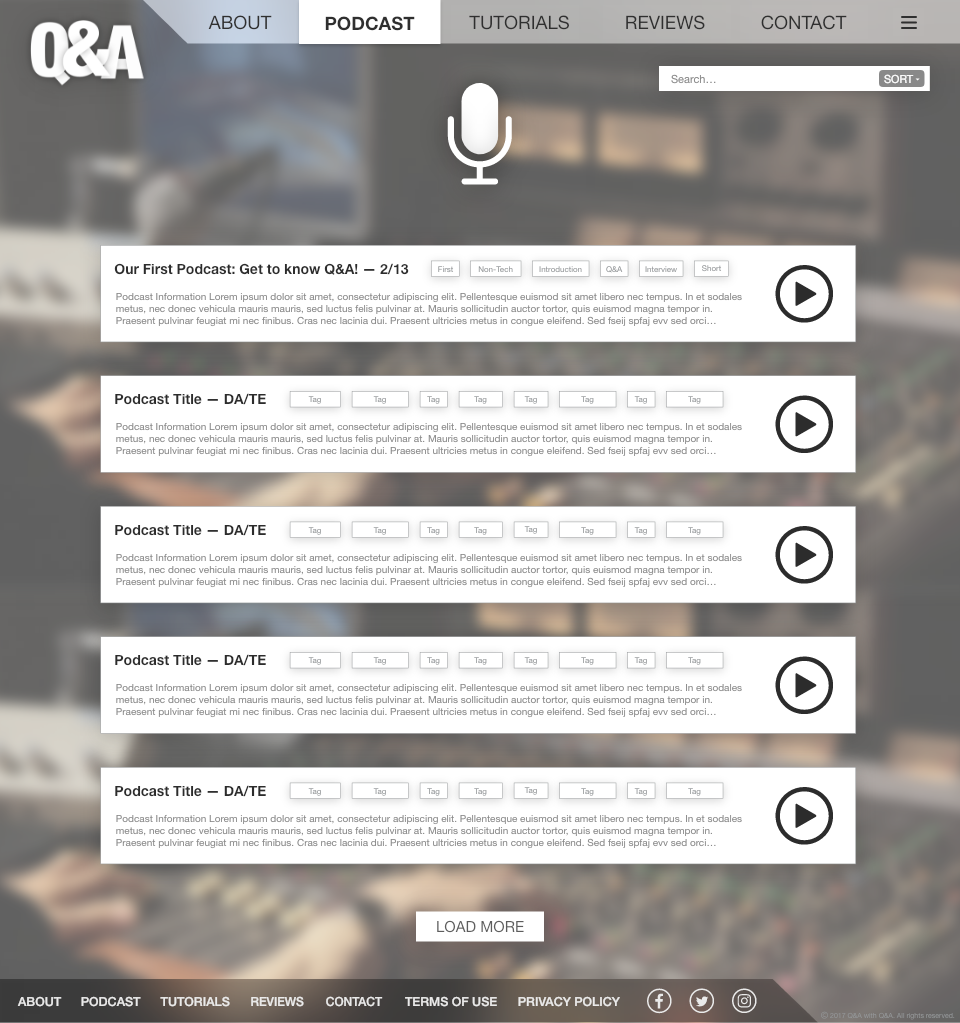 Q&A
ABOUT PODCAST TUTORIALS REVIEWS CONTACT
Search... SORT
Our First Podcast: Get to know Q&A! — 2/13 First Non-Tech Introduction Q&A Interview Short
Podcast Information Lorem ipsum dolor sit amet, consectetur adipiscing elit. Pellentesque euismod sit amet libero nec tempus. In et sodales
metus, nec donec vehicula mauris mauris, sed luctus felis pulvinar at. Mauris sollicitudin auctor tortor, quis euismod magna tempor in.
Praesent pulvinar feugiat mi nec finibus. Cras nec lacinia dui. Praesent ultricies metus in congue eleifend. Sed fseij spfaj evv sed orci...
Podcast Title — DA/TE Tag Tag Tag Tag Tag Tag Tag Tag
Podcast Information Lorem ipsum dolor sit amet, consectetur adipiscing elit. Pellentesque euismod sit amet libero nec tempus. In et sodales
metus, nec donec vehicula mauris mauris, sed luctus felis pulvinar at. Mauris sollicitudin auctor tortor, quis euismod magna tempor in.
Praesent pulvinar feugiat mi nec finibus. Cras nec lacinia dui. Praesent ultricies metus in congue eleifend. Sed fseij spfaj evv sed orci...
Podcast Title — DA/TE Tag Tag Tag Tag Tag Tag Tag Tag
Podcast Information Lorem ipsum dolor sit amet, consectetur adipiscing elit. Pellentesque euismod sit amet libero nec tempus. In et sodales
metus, nec donec vehicula mauris mauris, sed luctus felis pulvinar at. Mauris sollicitudin auctor tortor, quis euismod magna tempor in.
Praesent pulvinar feugiat mi nec finibus. Cras nec lacinia dui. Praesent ultricies metus in congue eleifend. Sed fseij spfaj evv sed orci...
Podcast Title — DA/TE Tag Tag Tag Tag Tag Tag Tag Tag
Podcast Information Lorem ipsum dolor sit amet, consectetur adipiscing elit. Pellentesque euismod sit amet libero nec tempus. In et sodales
metus, nec donec vehicula mauris mauris, sed luctus felis pulvinar at. Mauris sollicitudin auctor tortor, quis euismod magna tempor in.
Praesent pulvinar feugiat mi nec finibus. Cras nec lacinia dui. Praesent ultricies metus in congue eleifend. Sed fseij spfaj evv sed orci...
Podcast Title — DA/TE Tag Tag Tag Tag Tag Tag Tag Tag
Podcast Information Lorem ipsum dolor sit amet, consectetur adipiscing elit. Pellentesque euismod sit amet libero nec tempus. In et sodales
metus, nec donec vehicula mauris mauris, sed luctus felis pulvinar at. Mauris sollicitudin auctor tortor, quis euismod magna tempor in.
Praesent pulvinar feugiat mi nec finibus. Cras nec lacinia dui. Praesent ultricies metus in congue eleifend. Sed fseij spfaj evv sed orci...
LOAD MORE
ABOUT PODCAST TUTORIALS REVIEWS CONTACT TERMS OF USE PRIVACY POLICY
© 2017 Q&A with Q&A. All rights reserved.